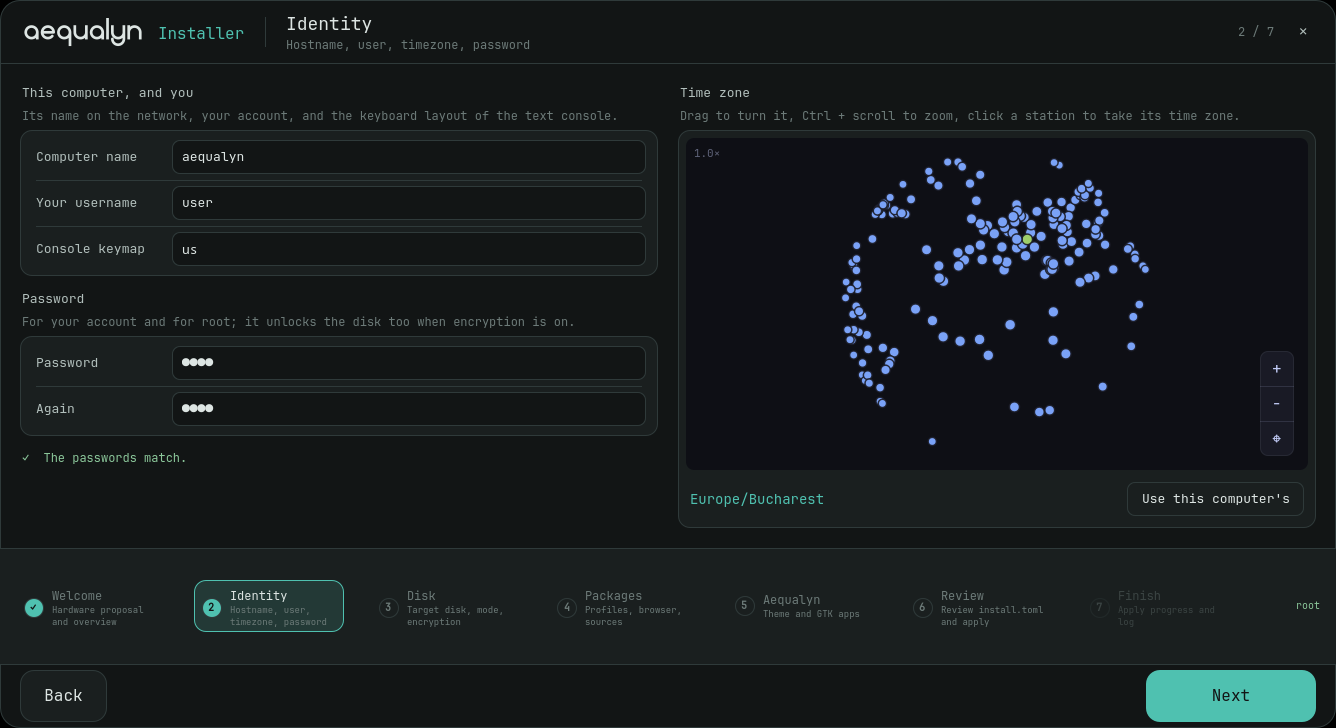 aequalyn Installer
Identity
Hostname, user, timezone, password
2 / 7 ×
This computer, and you
Its name on the network, your account, and the keyboard layout of the text console.
Computer name aequalyn
Your username user
Console keymap us
Password
For your account and for root; it unlocks the disk too when encryption is on.
Password ●●●●
Again ●●●●
✓ The passwords match.
Time zone
Drag to turn it, Ctrl + scroll to zoom, click a station to take its time zone.
1.0×
+
-
⌖
Europe/Bucharest
Use this computer's
✓ Welcome
Hardware proposal
and overview
2 Identity
Hostname, user,
timezone, password
3 Disk
Target disk, mode,
encryption
4 Packages
Profiles, browser,
sources
5 Aequalyn
Theme and GTK apps
6 Review
Review install.toml
and apply
7 Finish
Apply progress and
log
root
Back
Next